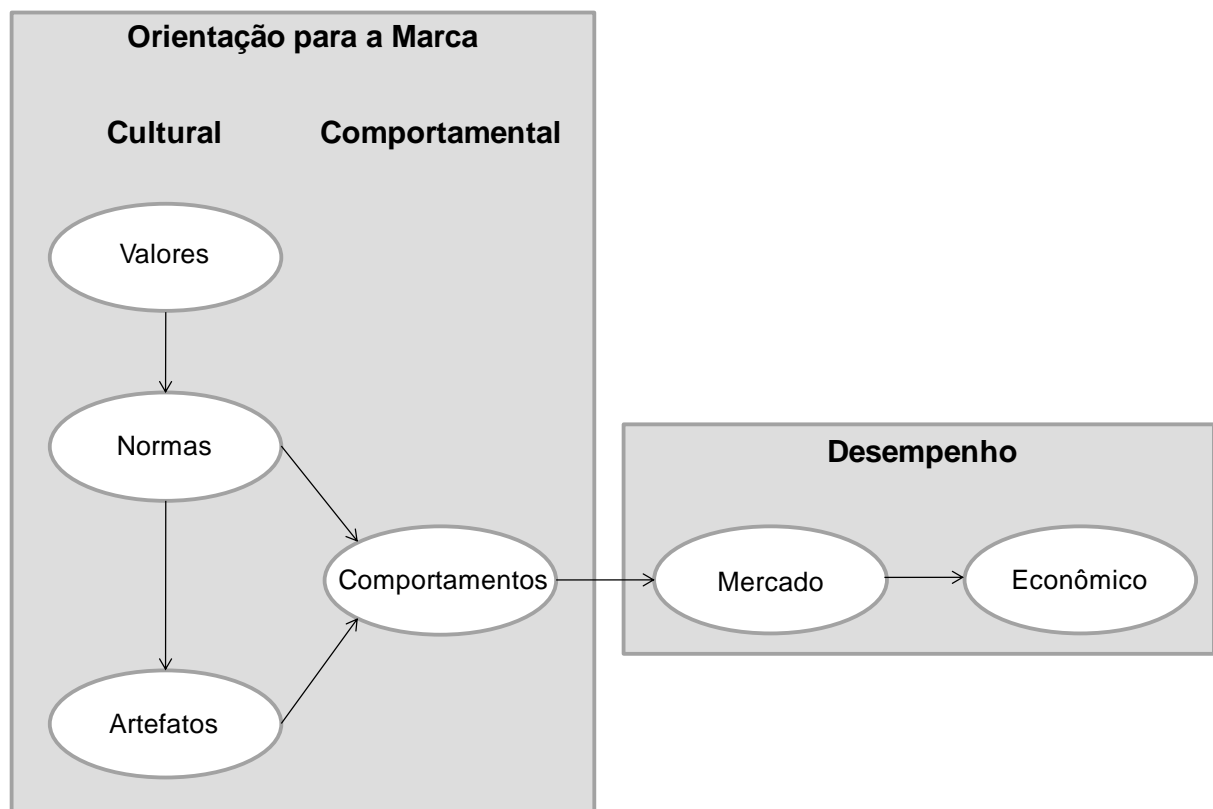 Orientação para a Marca
Cultural
Comportamental
Valores
Normas
Comportamentos
Artefatos
Desempenho
Mercado
Econômico